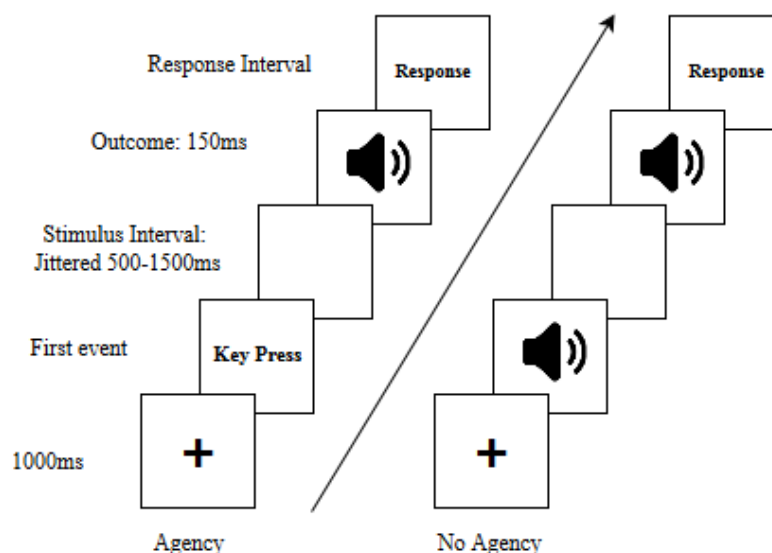 Response Interval
Response
Response
Outcome: 150ms
Stimulus Interval:
Jittered 500-1500ms
First event
Key Press
+
+
1000ms
Agency
No Agency